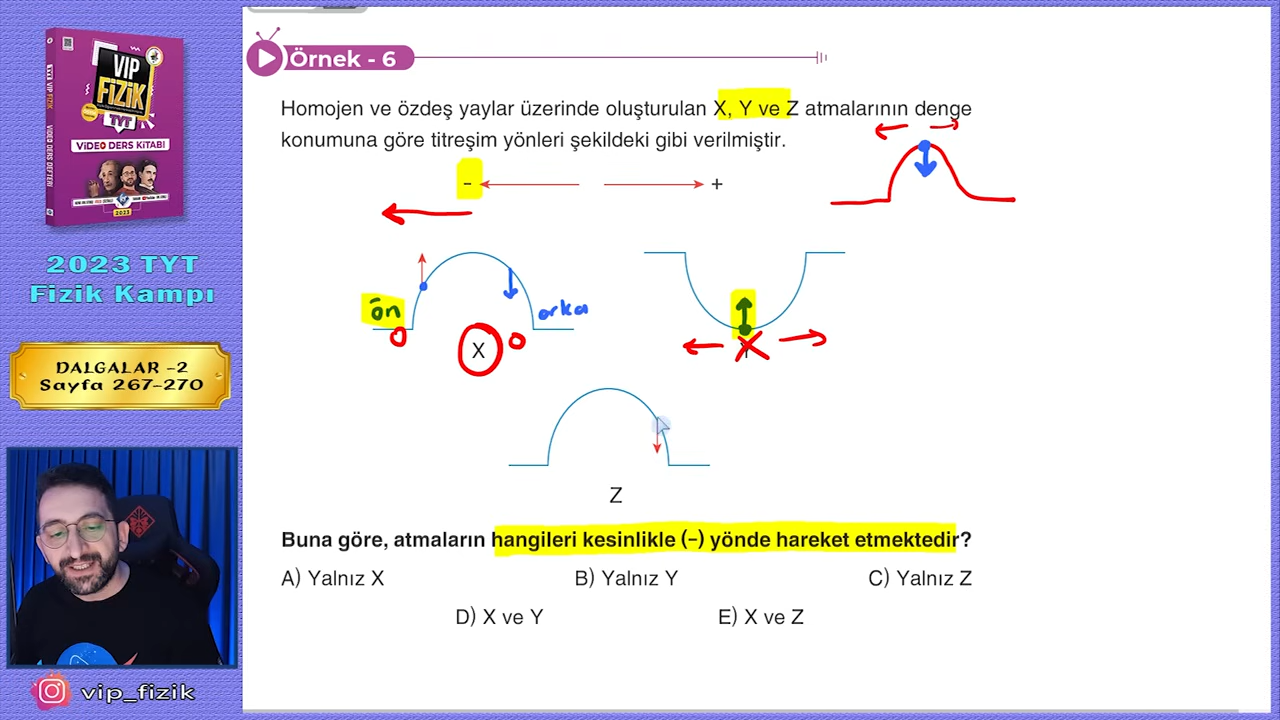 VIP
FİZİK
TYT
VİDEO DERS KİTABI
2023
2023 TYT
Fizik Kampı
DALGALAR -2
Sayfa 267-270
vip_fizik
Örnek - 6
Homojen ve özdeş yaylar üzerinde oluşturulan X, Y ve Z atmalarının denge
konumuna göre titreşim yönleri şekildeki gibi verilmiştir.
- +
ön
orka
X
Y
Z
Buna göre, atmaların hangileri kesinlikle (–) yönde hareket etmektedir?
A) Yalnız X B) Yalnız Y C) Yalnız Z
D) X ve Y E) X ve Z